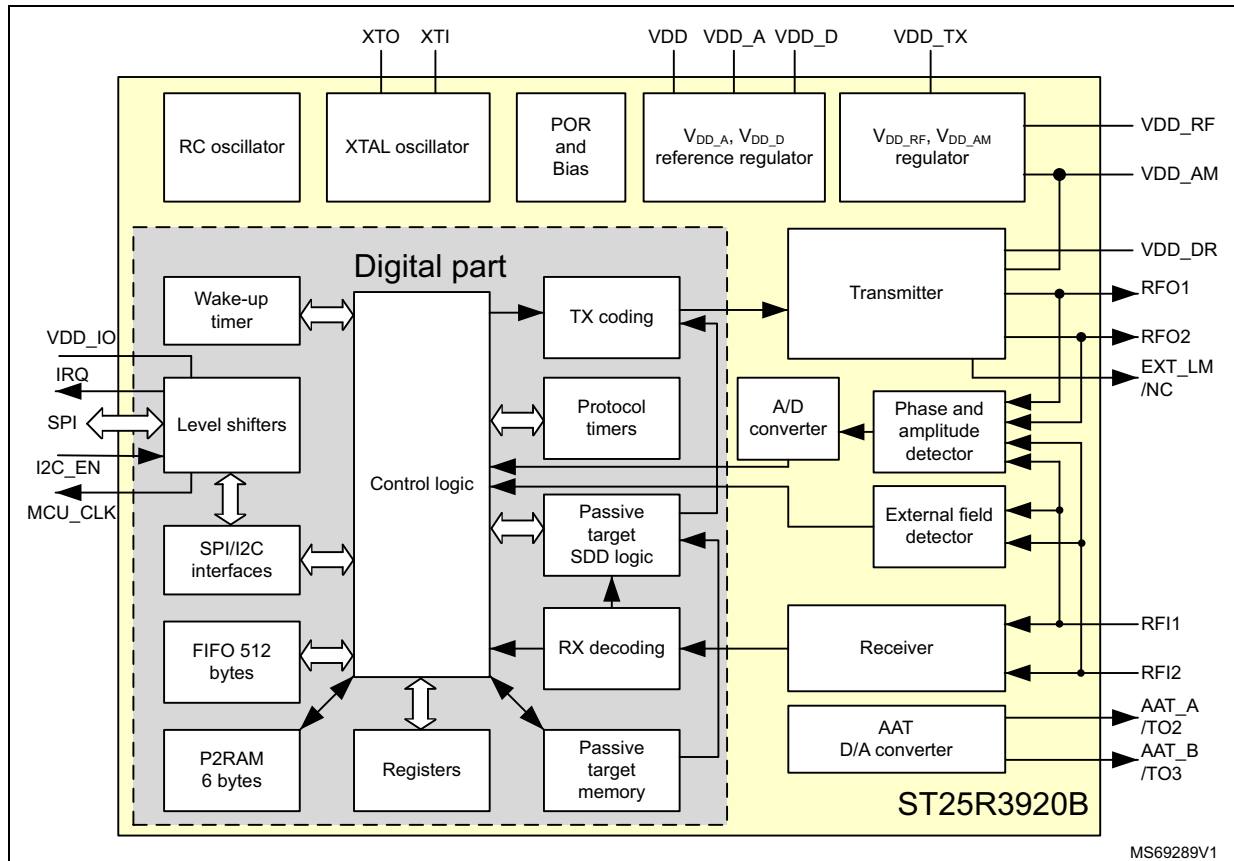 XTO
XTI
VDD
VDD_A
VDD_D
VDD_TX
RC oscillator
XTAL oscillator
POR
and
Bias
VDD_A, VDD_D
reference regulator
VDD_RF, VDD_AM
regulator
VDD_RF
VDD_AM
Digital part
Wake-up
timer
TX coding
Transmitter
VDD_DR
RFO1
RFO2
EXT_LM
/NC
VDD_IO
IRQ
SPI
I2C_EN
MCU_CLK
Level shifters
Control logic
Protocol
timers
A/D
converter
Phase and
amplitude
detector
SPI/I2C
interfaces
Passive
target
SDD logic
External field
detector
FIFO 512
bytes
RX decoding
Receiver
RFI1
RFI2
P2RAM
6 bytes
Registers
Passive
target
memory
AAT
D/A converter
AAT_A
/TO2
AAT_B
/TO3
ST25R3920B
MS69289V1